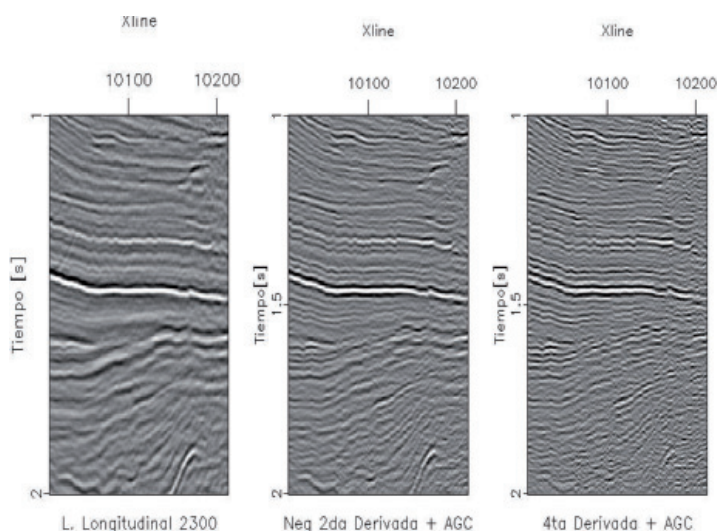 Xline
10100 10200
1
Tiempo [s]
2
L. Longitudinal 2300
Xline
10100 10200
1
Tiempo [s]
1.5
2
Neg 2da Derivada + AGC
Xline
10100 10200
1
Tiempo [s]
1.5
2
4ta Derivada + AGC